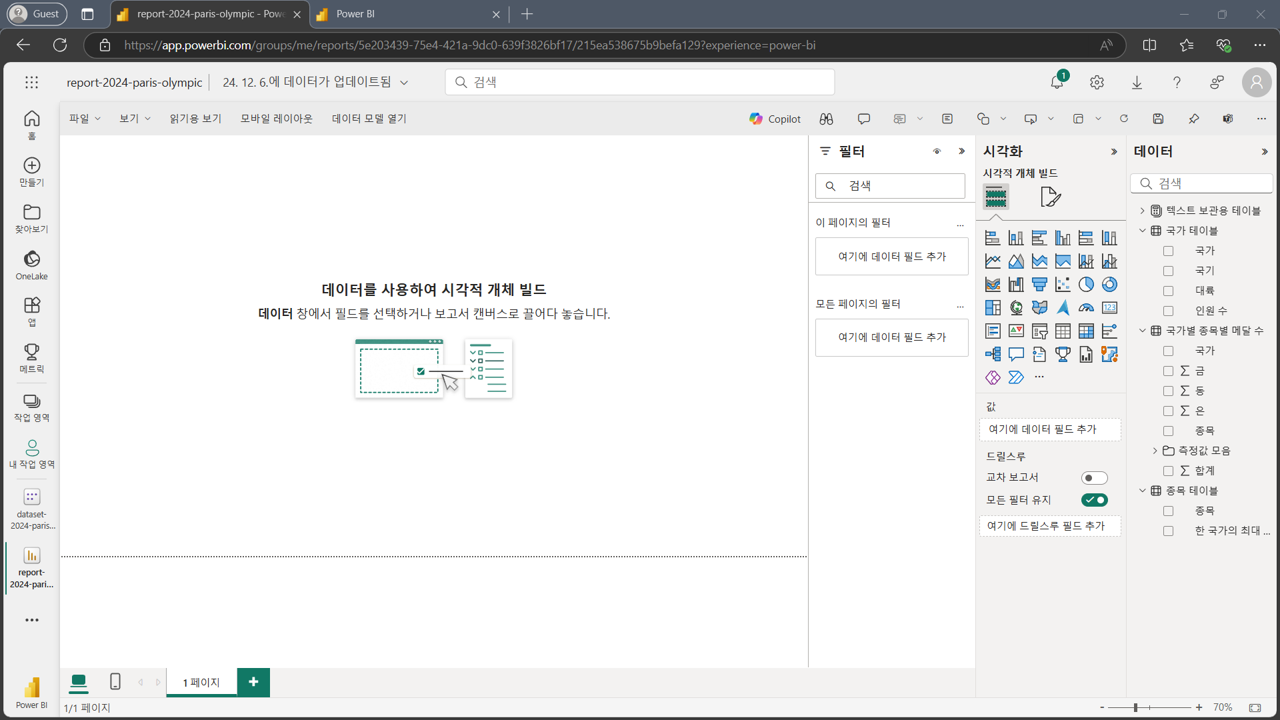 Guest
report-2024-paris-olympic - Pow
Power BI
https://app.powerbi.com/groups/me/reports/5e203439-75e4-421a-9dc0-639f3826bf17/215ea538675b9befa129?experience=power-bi
report-2024-paris-olympic
24. 12. 6.에 데이터가 업데이트됨
검색
1
파일
보기
읽기용 보기
모바일 레이아웃
데이터 모델 열기
Copilot
홈
만들기
찾아보기
OneLake
앱
메트릭
작업 영역
내 작업 영역
dataset-
2024-paris...
report-
2024-pari...
Power BI
데이터를 사용하여 시각적 개체 빌드
데이터 창에서 필드를 선택하거나 보고서 캔버스로 끌어다 놓습니다.
필터
검색
이 페이지의 필터
여기에 데이터 필드 추가
모든 페이지의 필터
여기에 데이터 필드 추가
시각화
시각적 개체 빌드
값
여기에 데이터 필드 추가
드릴스루
교차 보고서
모든 필터 유지
여기에 드릴스루 필드 추가
데이터
검색
텍스트 보관용 테이블
국가 테이블
국가
국기
대륙
인원 수
국가별 종목별 메달 수
국가
금
동
은
종목
측정값 모음
합계
종목 테이블
종목
한 국가의 최대 ...
1 페이지
1/1 페이지
- + 70%